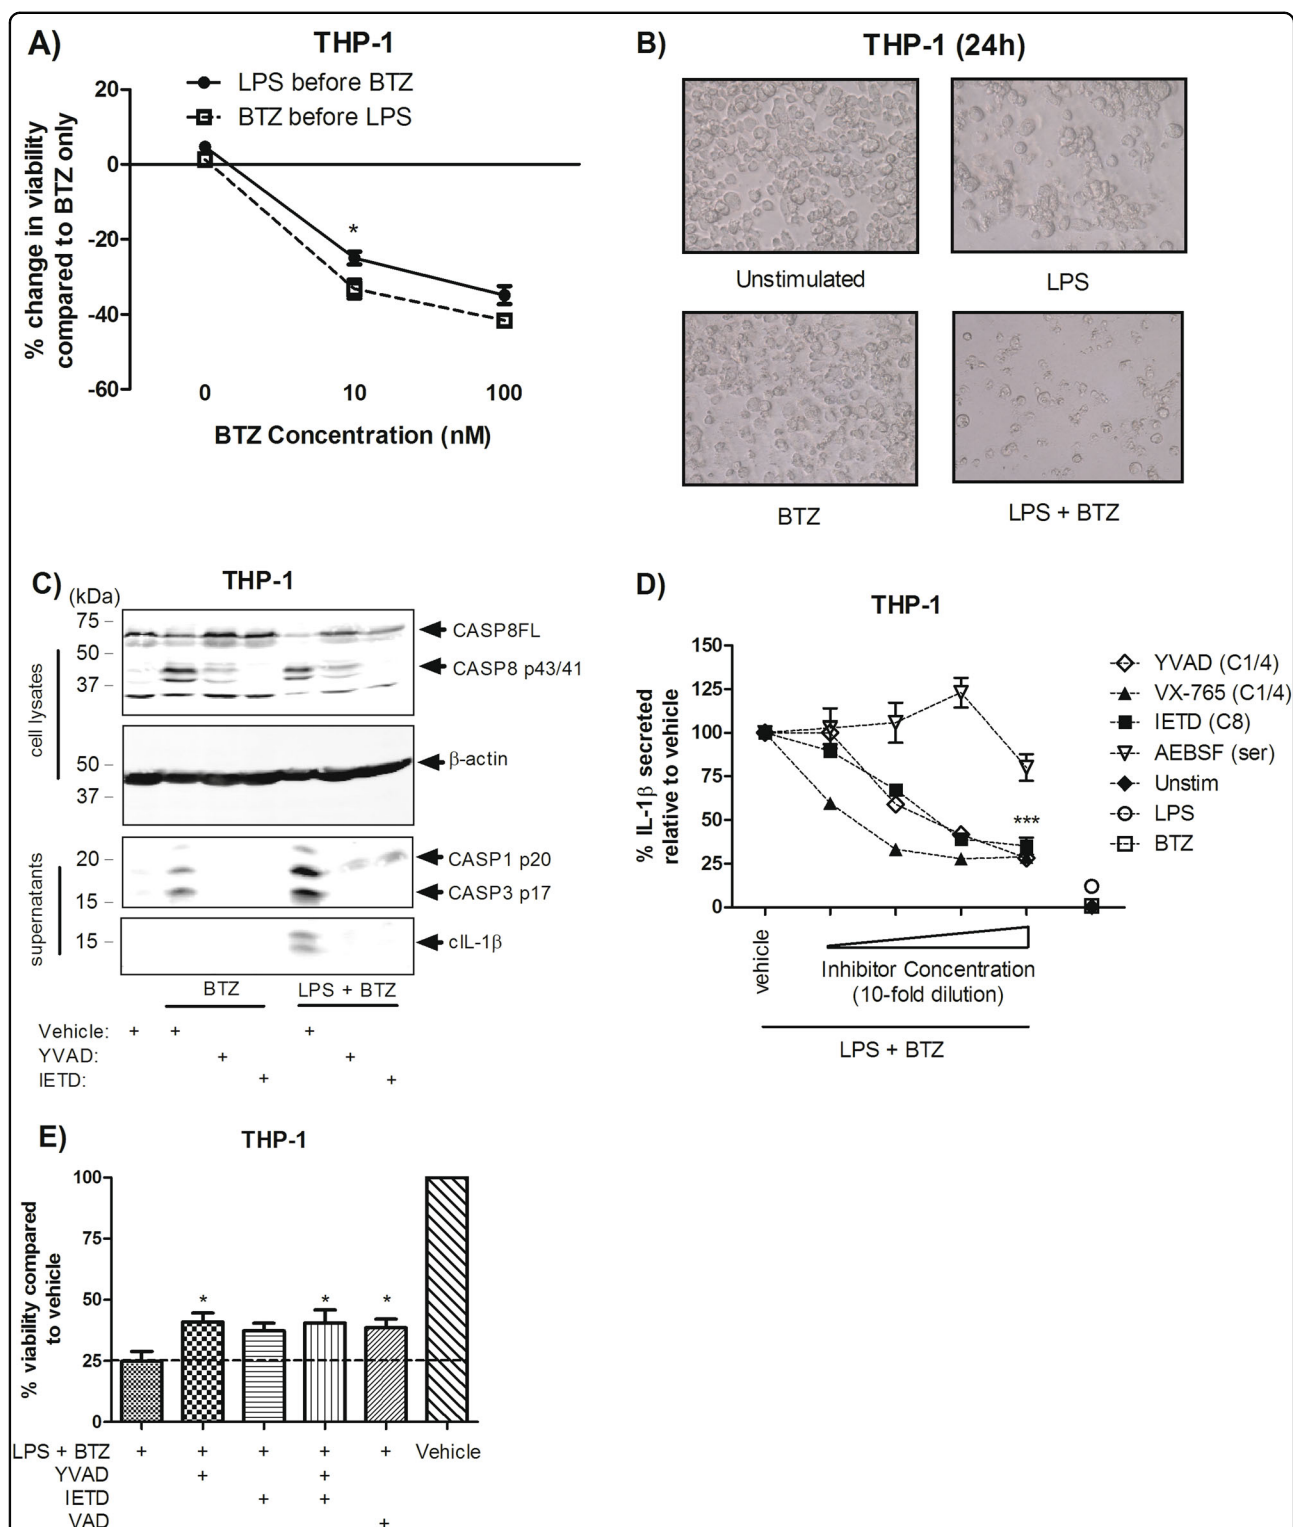 A)
THP-1
LPS before BTZ
BTZ before LPS
% change in viability
compared to BTZ only
20
0
-20
-40
-60
0 10 100
BTZ Concentration (nM)
*
B)
THP-1 (24h)
Unstimulated
LPS
BTZ
LPS + BTZ
C)
THP-1
(kDa)
75
50
37
CASP8FL
CASP8 p43/41
cell lysates
50
37
β-actin
20
15
CASP1 p20
CASP3 p17
supernatants
15
cIL-1β
BTZ
LPS + BTZ
Vehicle: + + +
YVAD: + +
IETD: + +
D)
THP-1
% IL-1β secreted
relative to vehicle
150
125
100
75
50
25
0
***
YVAD (C1/4)
VX-765 (C1/4)
IETD (C8)
AEBSF (ser)
Unstim
LPS
BTZ
vehicle
Inhibitor Concentration
(10-fold dilution)
LPS + BTZ
E)
THP-1
% viability compared
to vehicle
100
75
50
25
0
* * *
LPS + BTZ + + + + + Vehicle
YVAD + +
IETD + +
VAD +